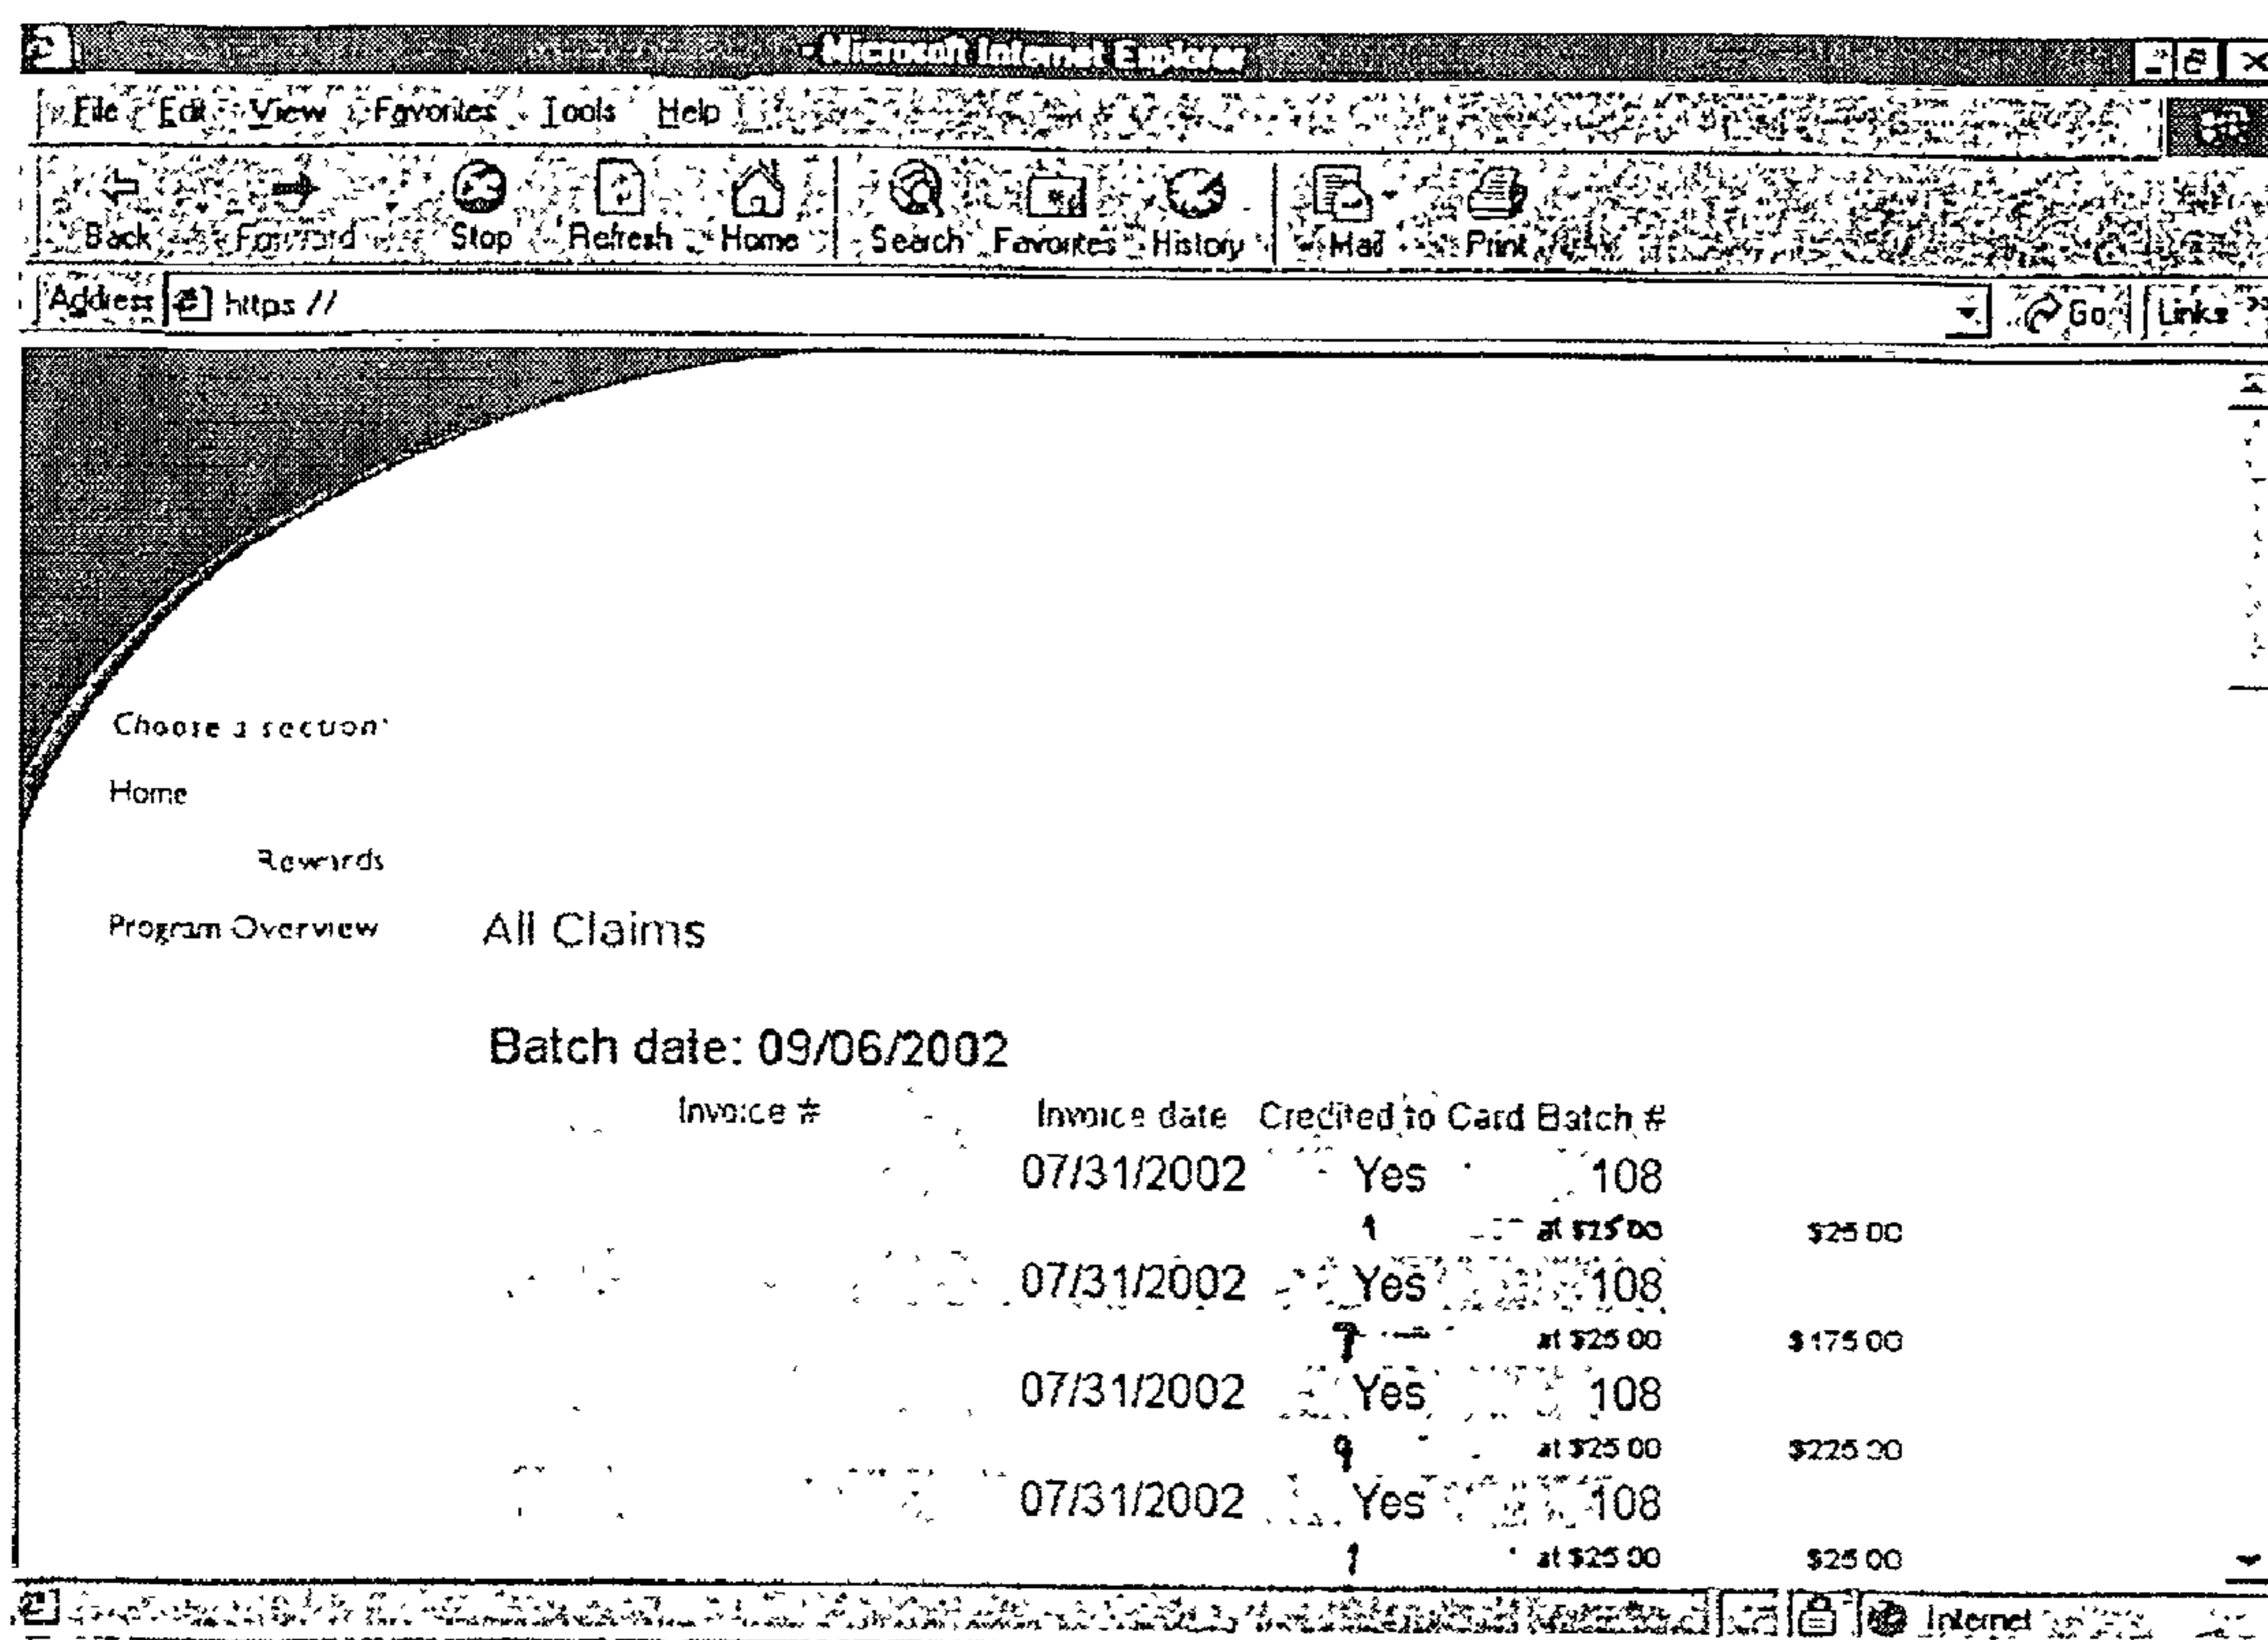 - Microsoft Internet Explorer
File Edit View Favorites Tools Help
Back Forward Stop Refresh Home Search Favorites History Mail Print
Address https // Go Links »
Choose a section:
Home
Rewards
Program Overview
All Claims
Batch date: 09/06/2002
Invoice # Invoice date Credited to Card Batch #
07/31/2002 Yes 108
1 at $25 00 $25 00
07/31/2002 Yes 108
7 at $25 00 $175 00
07/31/2002 Yes 108
9 at $25 00 $225 00
07/31/2002 Yes 108
1 at $25 00 $25 00
Internet